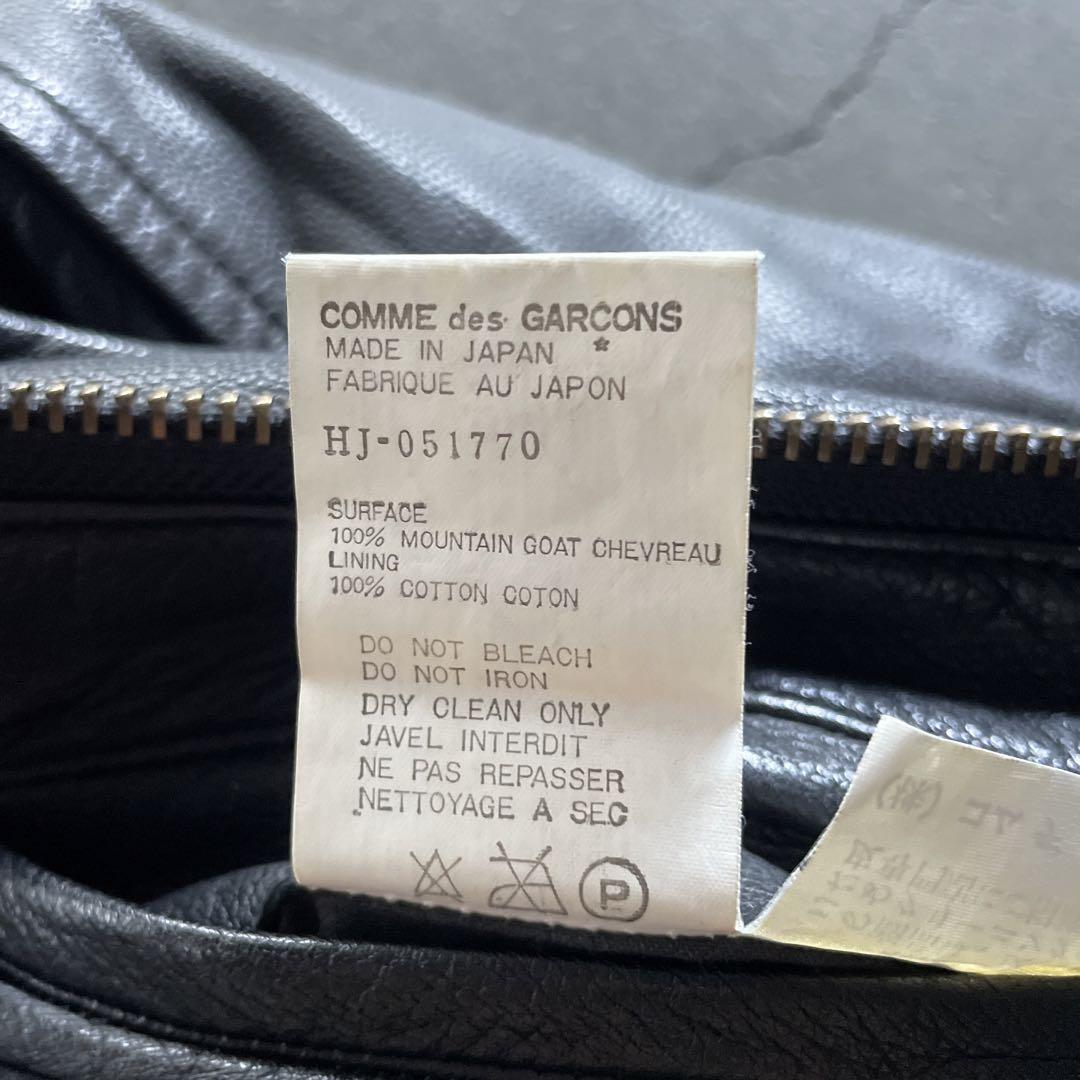 COMME des GARCONS
MADE IN JAPAN *
FABRIQUE AU JAPON
HJ-051770
SURFACE
100% MOUNTAIN GOAT CHEVREAU
LINING
100% COTTON COTON
DO NOT BLEACH
DO NOT IRON
DRY CLEAN ONLY
JAVEL INTERDIT
NE PAS REPASSER
NETTOYAGE A SEC
P